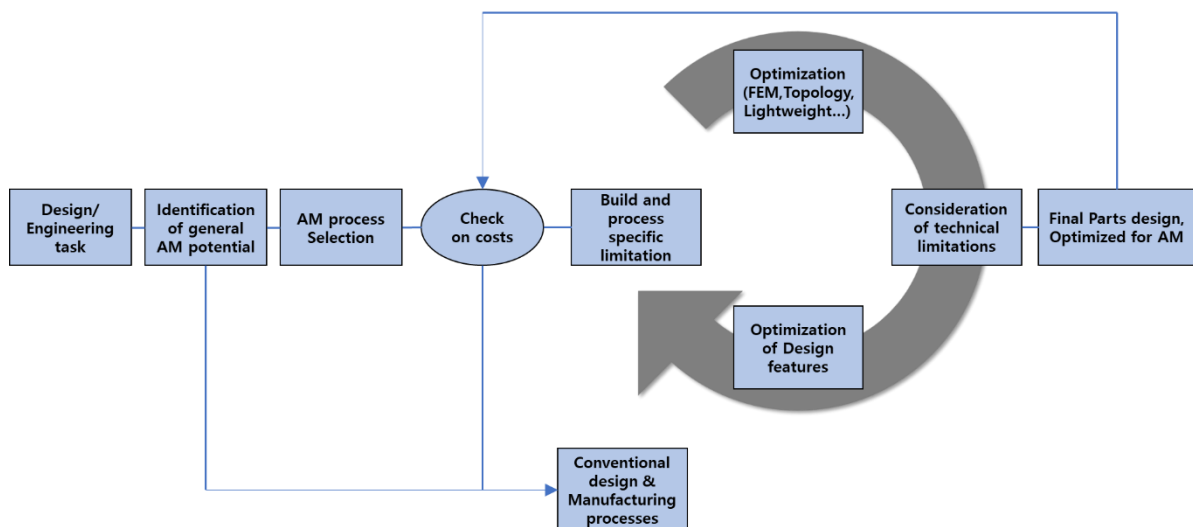 Optimization
(FEM,Topology,
Lightweight...)
Design/
Engineering
task
Identification
of general
AM potential
AM process
Selection
Check
on costs
Build and
process
specific
limitation
Consideration
of technical
limitations
Final Parts design,
Optimized for AM
Optimization
of Design
features
Conventional
design &
Manufacturing
processes